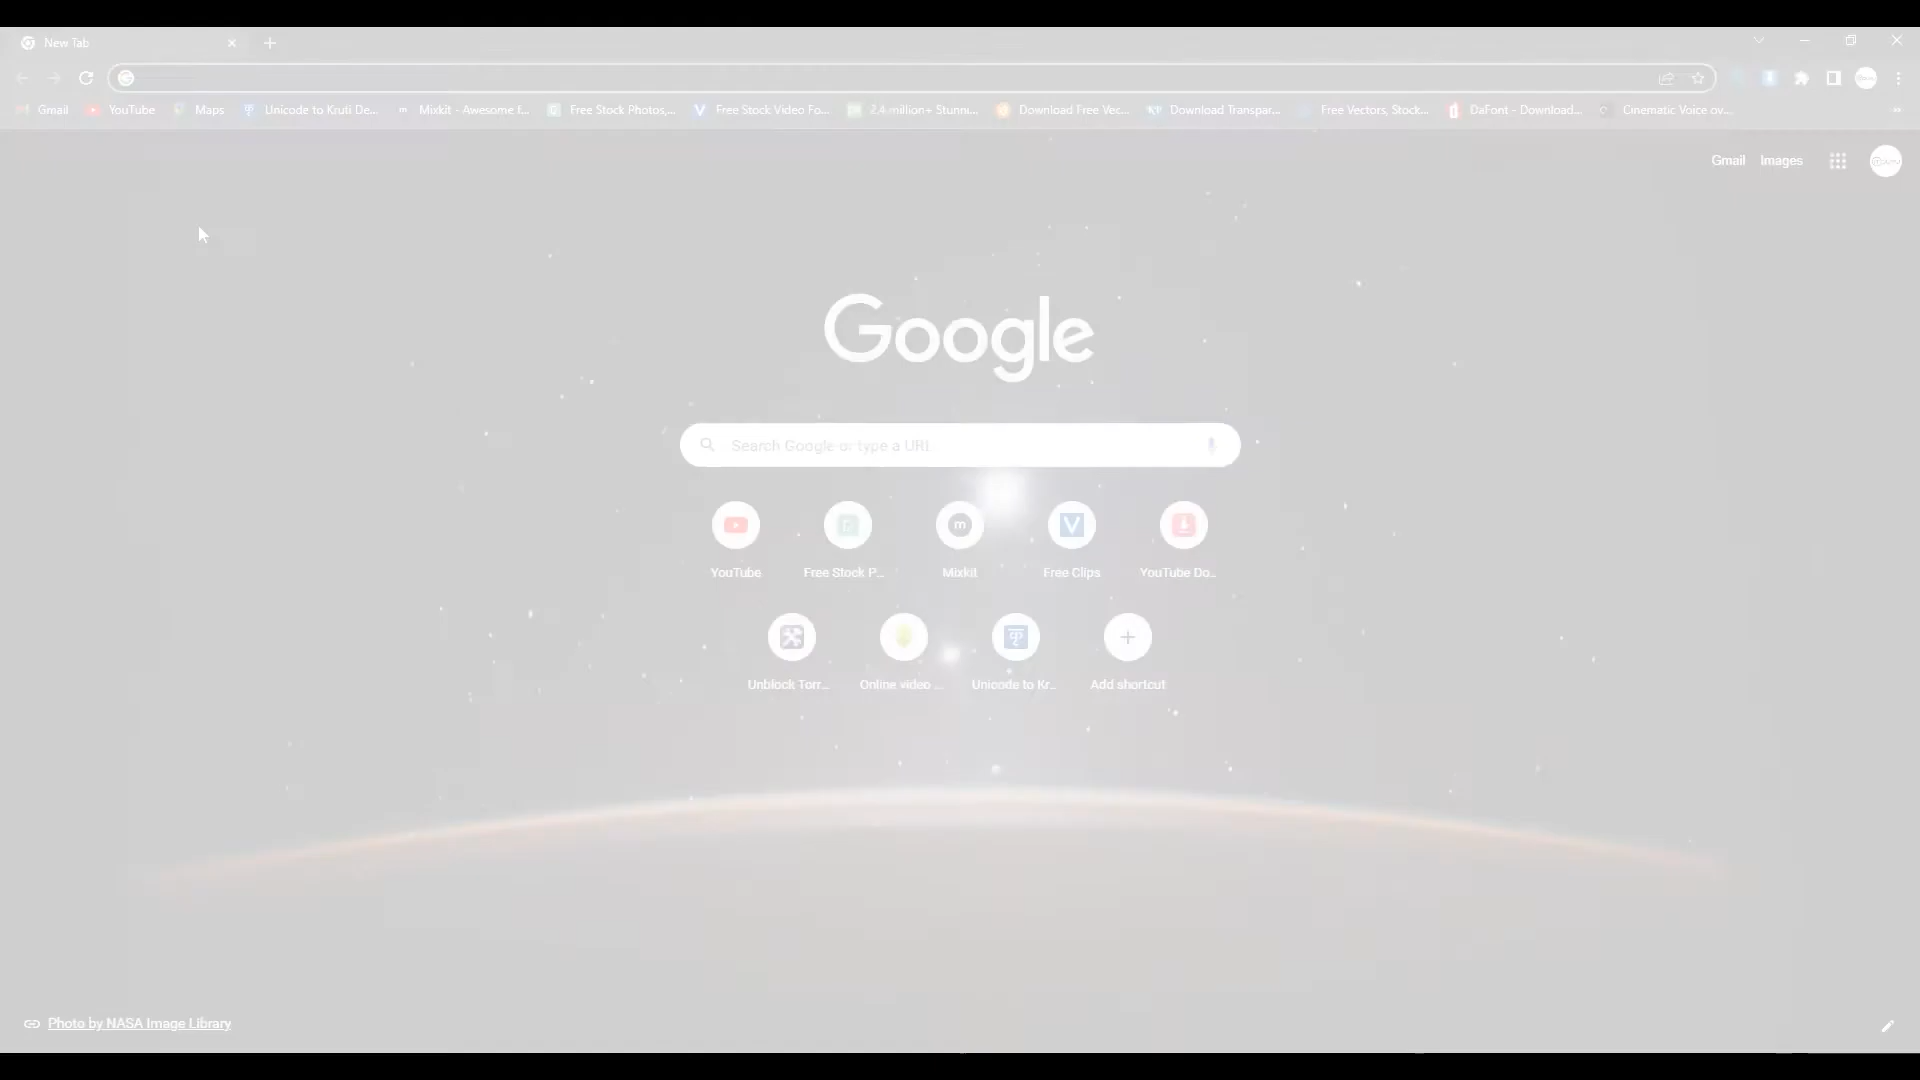 New Tab
Gmail YouTube Maps Unicode to Kruti De... Mixkit - Awesome f... Free Stock Photos,... Free Stock Video Fo... 2.4 million+ Stunni... Download Free Vec... Download Transpar... Free Vectors, Stock... DaFont - Download... Cinematic Voice ov...
Gmail Images
Google
Search Google or type a URL
YouTube Free Stock P... Mixkit Free Clips YouTube Do...
Unblock Torr... Online video ... Unicode to Kr... Add shortcut
Photo by NASA Image Library